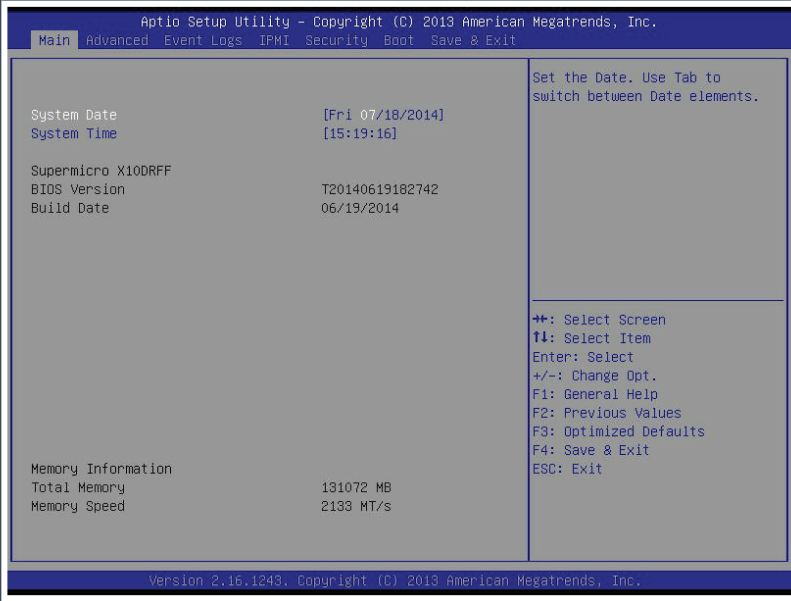 Aptio Setup Utility – Copyright (C) 2013 American Megatrends, Inc.
Main Advanced Event Logs IPMI Security Boot Save & Exit
System Date [Fri 07/18/2014]
System Time [15:19:16]
Supermicro X10DRFF
BIOS Version T20140619182742
Build Date 06/19/2014
Memory Information
Total Memory 131072 MB
Memory Speed 2133 MT/s
Set the Date. Use Tab to
switch between Date elements.
→←: Select Screen
↑↓: Select Item
Enter: Select
+/-: Change Opt.
F1: General Help
F2: Previous Values
F3: Optimized Defaults
F4: Save & Exit
ESC: Exit
Version 2.16.1243. Copyright (C) 2013 American Megatrends, Inc.